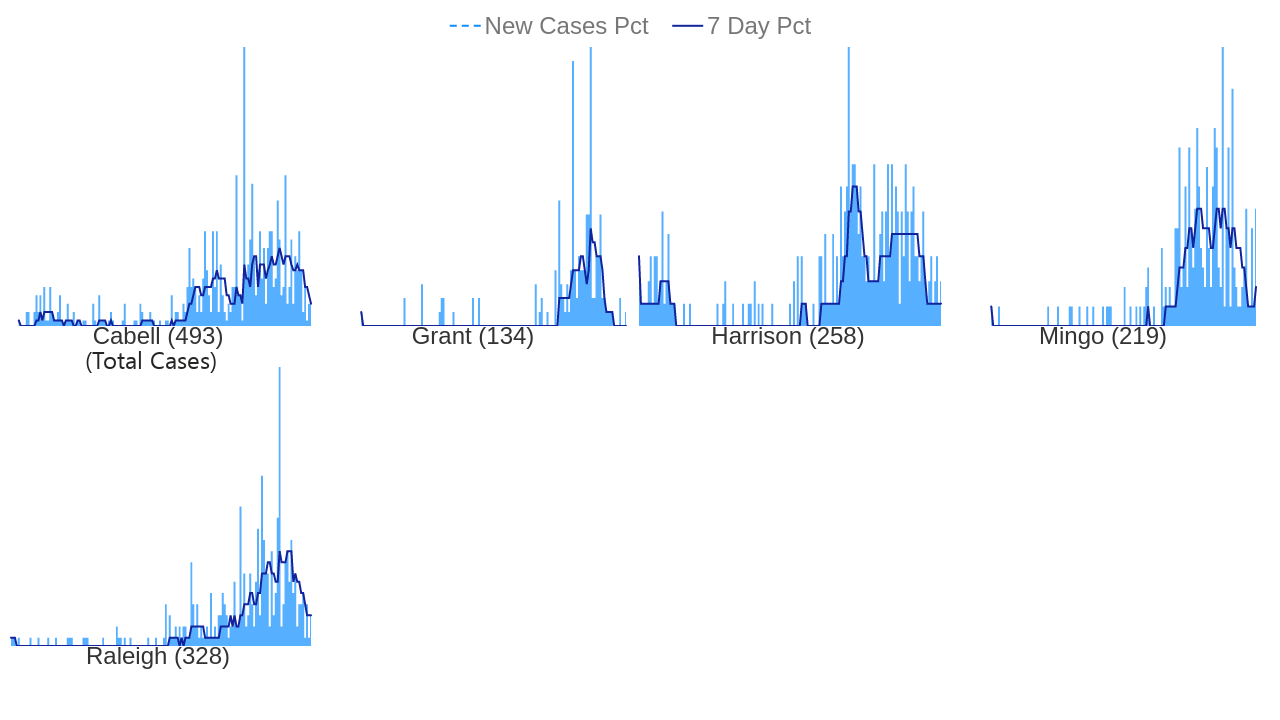 New Cases Pct 7 Day Pct
Cabell (493) Grant (134) Harrison (258) Mingo (219)
(Total Cases)
Raleigh (328)